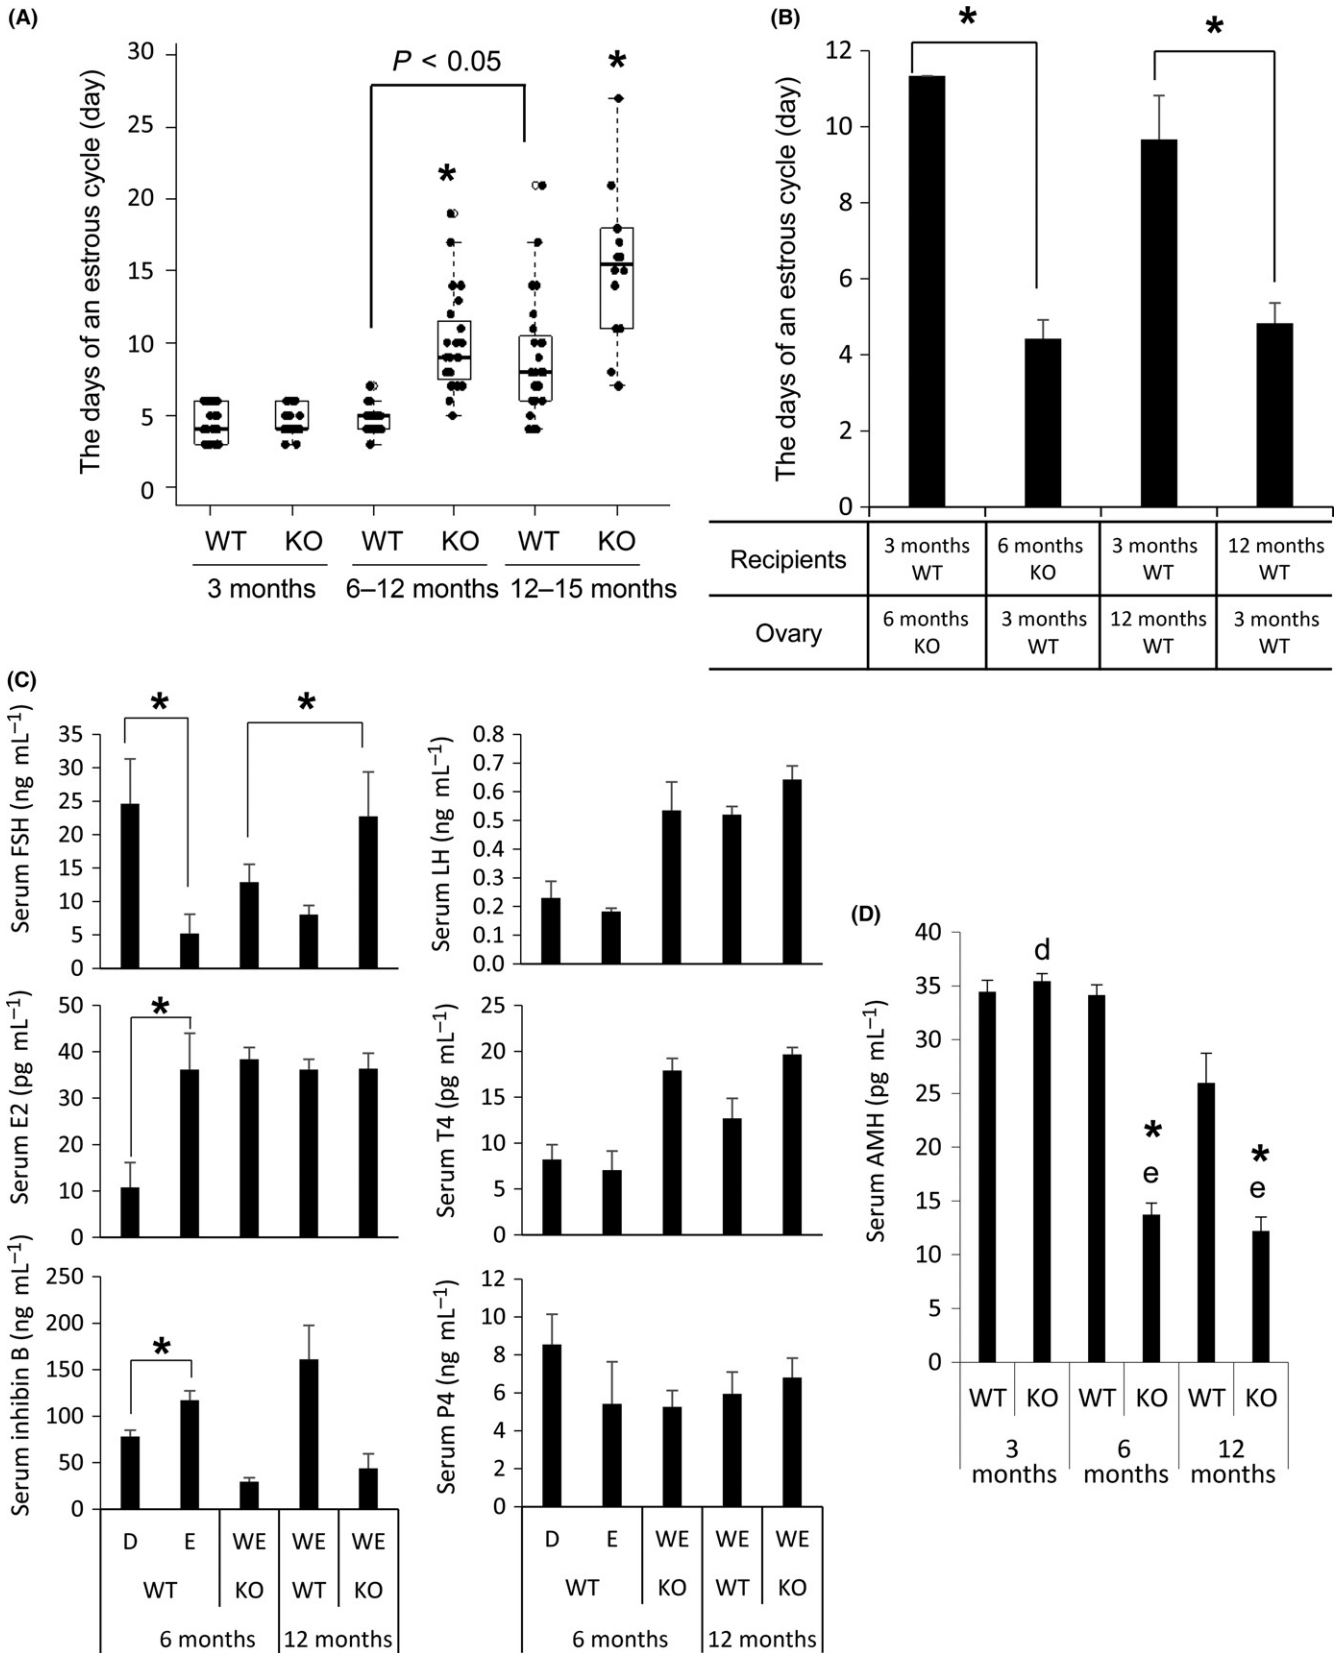 (A)
The days of an estrous cycle (day)
30
25
20
15
10
5
0
P < 0.05
*
*
WT KO WT KO WT KO
3 months 6–12 months 12–15 months
(B)
The days of an estrous cycle (day)
12
10
8
6
4
2
0
*
*
Recipients
3 months
WT
6 months
KO
3 months
WT
12 months
WT
Ovary
6 months
KO
3 months
WT
12 months
WT
3 months
WT
(C)
Serum FSH (ng mL−1)
35
30
25
20
15
10
5
0
*
*
Serum LH (ng mL−1)
0.8
0.7
0.6
0.5
0.4
0.3
0.2
0.1
0.0
Serum E2 (pg mL−1)
50
40
30
20
10
0
*
Serum T4 (pg mL−1)
25
20
15
10
5
0
Serum inhibin B (ng mL−1)
250
200
150
100
50
0
*
D E WE WE WE
WT KO WT KO
6 months 12 months
Serum P4 (ng mL−1)
12
10
8
6
4
2
0
D E WE WE WE
WT KO WT KO
6 months 12 months
(D)
Serum AMH (pg mL−1)
40
35
30
25
20
15
10
5
0
d
*
e
*
e
WT KO WT KO WT KO
3
months
6
months
12
months